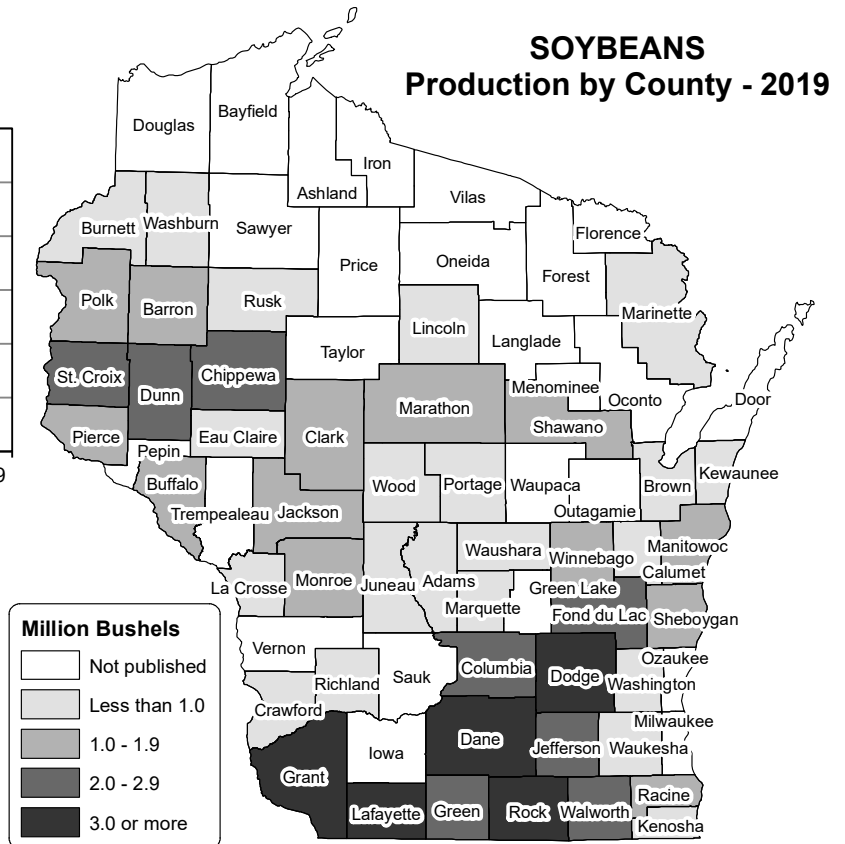 SOYBEANS
Production by County - 2019
Douglas
Bayfield
Iron
Ashland
Vilas
Burnett
Washburn
Sawyer
Florence
Price
Oneida
Forest
Polk
Barron
Rusk
Marinette
Lincoln
Langlade
Taylor
St. Croix
Dunn
Chippewa
Menominee
Oconto
Door
Marathon
Shawano
Pierce
Eau Claire
Clark
Pepin
9
Buffalo
Wood
Portage
Waupaca
Brown
Kewaunee
Trempealeau
Jackson
Outagamie
Waushara
Winnebago
Manitowoc
Calumet
La Crosse
Monroe
Juneau
Adams
Green Lake
Marquette
Fond du Lac
Sheboygan
Vernon
Columbia
Dodge
Ozaukee
Richland
Sauk
Washington
Crawford
Milwaukee
Iowa
Dane
Jefferson
Waukesha
Grant
Lafayette
Green
Rock
Walworth
Racine
Kenosha
Million Bushels
Not published
Less than 1.0
1.0 - 1.9
2.0 - 2.9
3.0 or more